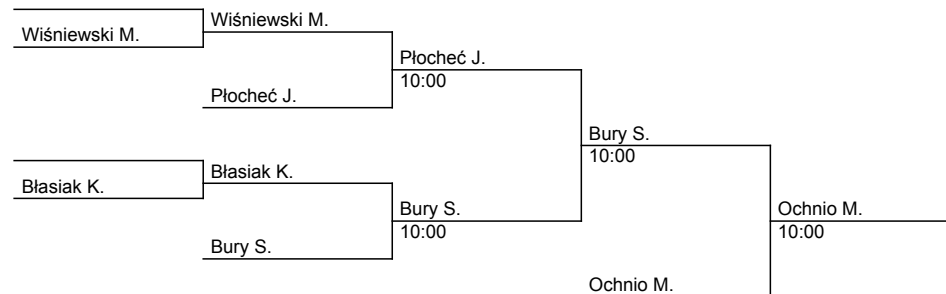 Wiśniewski M.
Wiśniewski M.
Płocheć J.
10:00
Płocheć J.
Bury S.
10:00
Błasiak K.
Błasiak K.
Bury S.
10:00
Ochnio M.
10:00
Bury S.
Ochnio M.